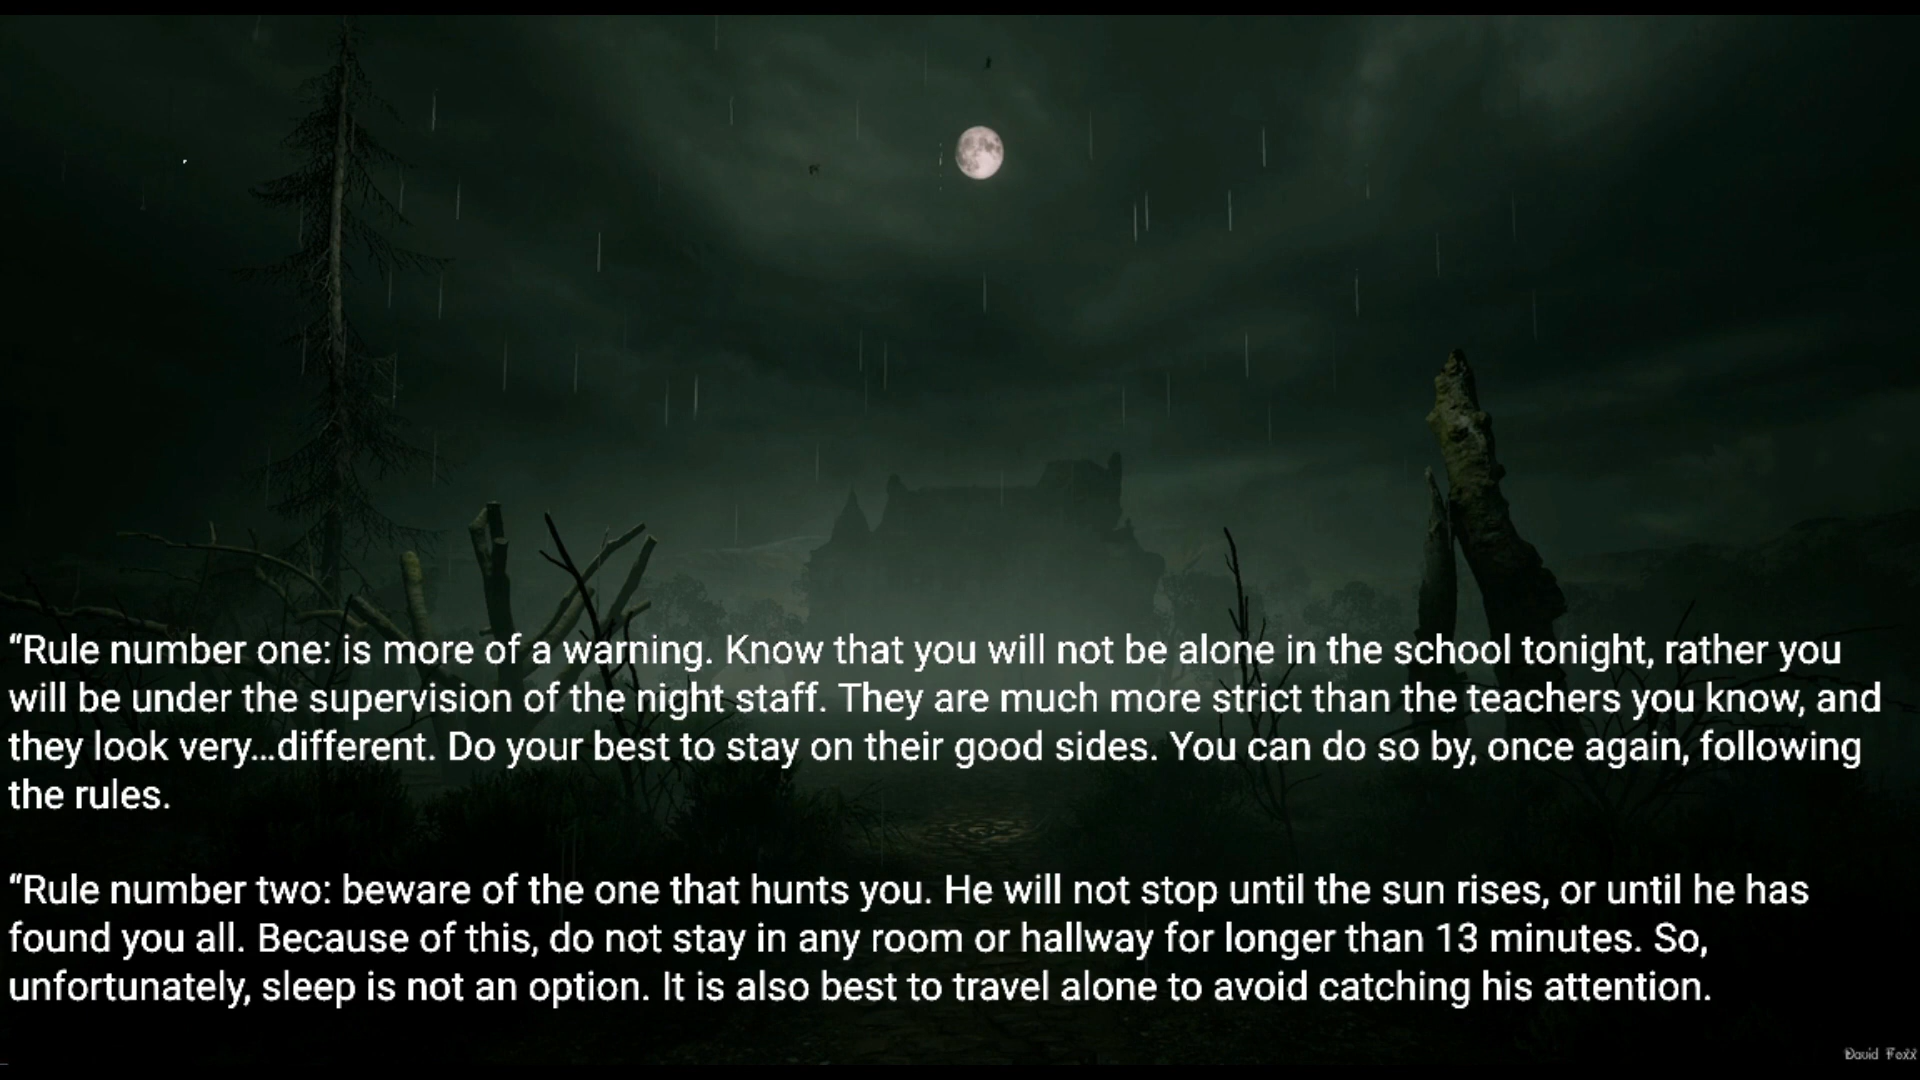 “Rule number one: is more of a warning. Know that you will not be alone in the school tonight, rather you
will be under the supervision of the night staff. They are much more strict than the teachers you know, and
they look very…different. Do your best to stay on their good sides. You can do so by, once again, following
the rules.
“Rule number two: beware of the one that hunts you. He will not stop until the sun rises, or until he has
found you all. Because of this, do not stay in any room or hallway for longer than 13 minutes. So,
unfortunately, sleep is not an option. It is also best to travel alone to avoid catching his attention.
David Foxx